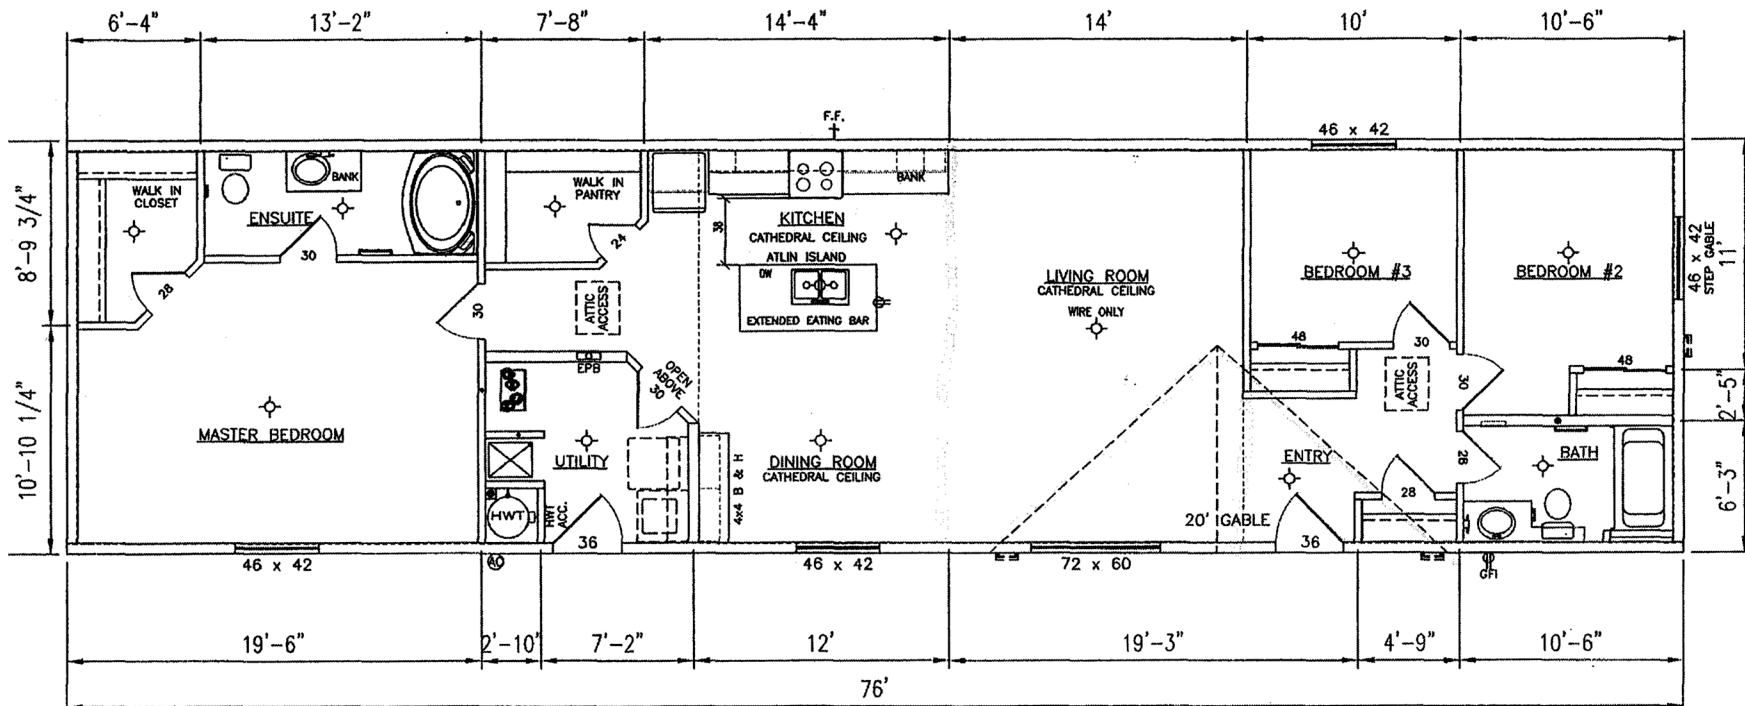 6'-4" 13'-2" 7'-8" 14'-4" 14' 10' 10'-6"
F.F.
46 x 42
8'-9 3/4"
10'-10 1/4"
WALK IN
CLOSET
28
ENSUITE
BANK
30
WALK IN
PANTRY
24
KITCHEN
CATHEDRAL CEILING
ATLIN ISLAND
38
DW
EXTENDED EATING BAR
BANK
LIVING ROOM
CATHEDRAL CEILING
WIRE ONLY
BEDROOM #3
48
30
BEDROOM #2
48
30
46 x 42
STEP GABLE
11'
2'-5"
6'-3"
30
ATTIC
ACCESS
EPB
OPEN
ABOVE
30
ATTIC
ACCESS
MASTER BEDROOM
UTILITY
HWT
HWT
ACC.
36
4x4 B & H
DINING ROOM
CATHEDRAL CEILING
ENTRY
20' GABLE
36
28
28
BATH
46 x 42
46 x 42
72 x 60
GFI
19'-6" 2'-10" 7'-2" 12' 19'-3" 4'-9" 10'-6"
76'